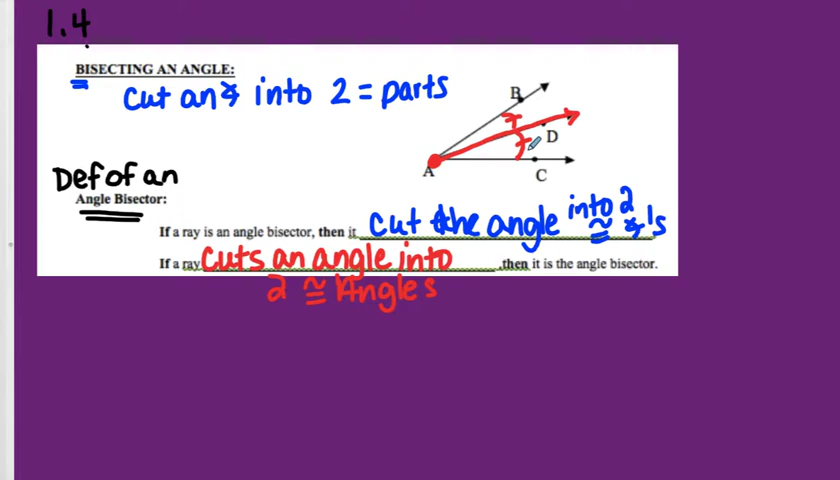 1.4
BISECTING AN ANGLE:
cut an ∡ into 2 = parts
B
D
A
C
Def of an
Angle Bisector:
If a ray is an angle bisector, then it cut the angle into 2 ≅ ∡'s
If a ray cuts an angle into 2 ≅ Angles, then it is the angle bisector.